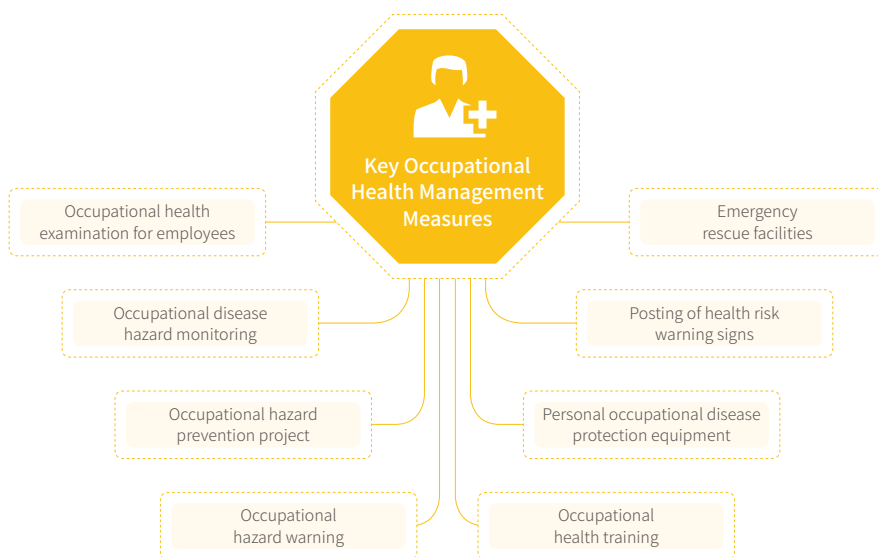 Key Occupational
Health Management
Measures
Occupational health
examination for employees
Emergency
rescue facilities
Occupational disease
hazard monitoring
Posting of health risk
warning signs
Occupational hazard
prevention project
Personal occupational disease
protection equipment
Occupational
hazard warning
Occupational
health training